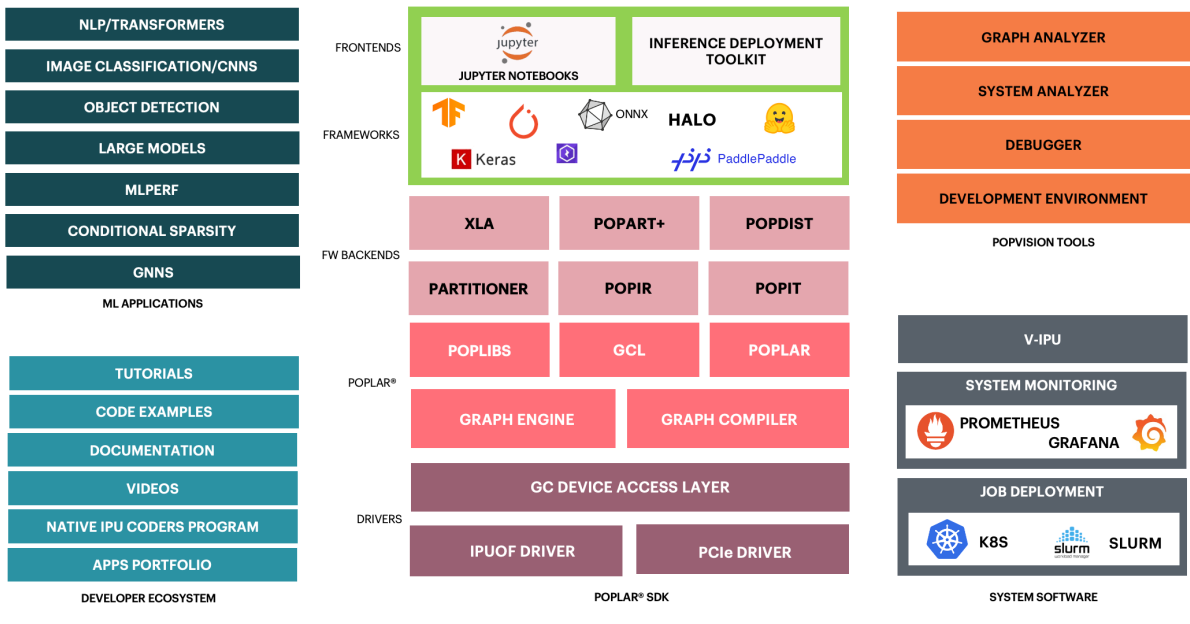 NLP/TRANSFORMERS
IMAGE CLASSIFICATION/CNNS
OBJECT DETECTION
LARGE MODELS
MLPERF
CONDITIONAL SPARSITY
GNNS
ML APPLICATIONS
TUTORIALS
CODE EXAMPLES
DOCUMENTATION
VIDEOS
NATIVE IPU CODERS PROGRAM
APPS PORTFOLIO
DEVELOPER ECOSYSTEM
FRONTENDS
jupyter
JUPYTER NOTEBOOKS
INFERENCE DEPLOYMENT
TOOLKIT
FRAMEWORKS
ONNX
HALO
K Keras
PaddlePaddle
FW BACKENDS
XLA
POPART+
POPDIST
PARTITIONER
POPIR
POPIT
POPLAR®
POPLIBS
GCL
POPLAR
GRAPH ENGINE
GRAPH COMPILER
DRIVERS
GC DEVICE ACCESS LAYER
IPUOF DRIVER
PCIe DRIVER
POPLAR® SDK
GRAPH ANALYZER
SYSTEM ANALYZER
DEBUGGER
DEVELOPMENT ENVIRONMENT
POPVISION TOOLS
V-IPU
SYSTEM MONITORING
PROMETHEUS
GRAFANA
JOB DEPLOYMENT
K8S
slurm
workload manager
SLURM
SYSTEM SOFTWARE